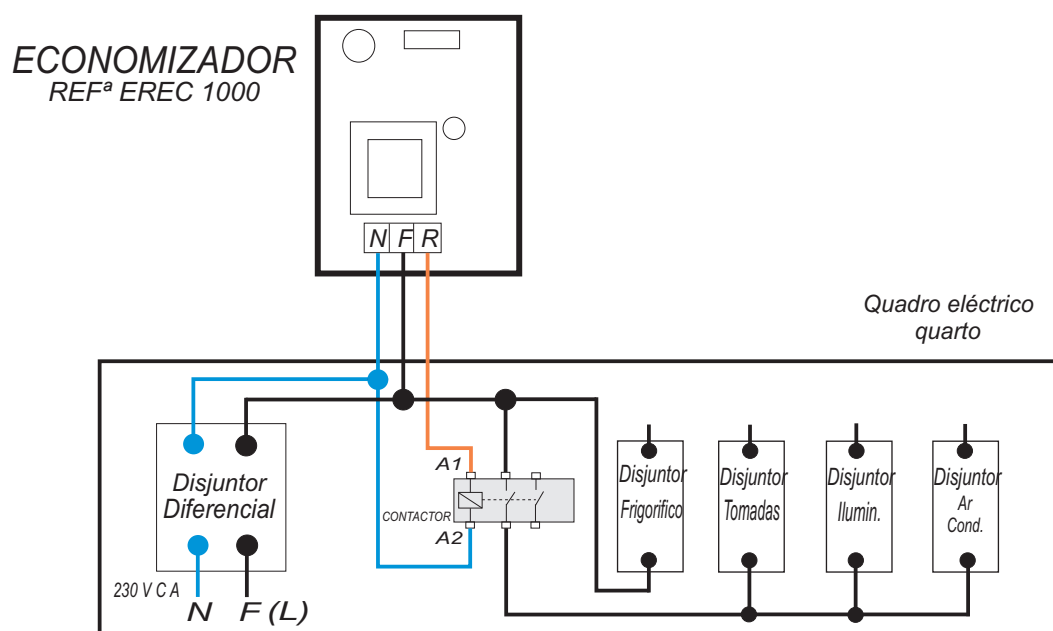 ECONOMIZADOR
REFª EREC 1000
N F R
Quadro eléctrico
quarto
Disjuntor
Diferencial
230 V C A
N
F (L)
A1
CONTACTOR
A2
Disjuntor
Frigorifico
Disjuntor
Tomadas
Disjuntor
Ilumin.
Disjuntor
Ar
Cond.